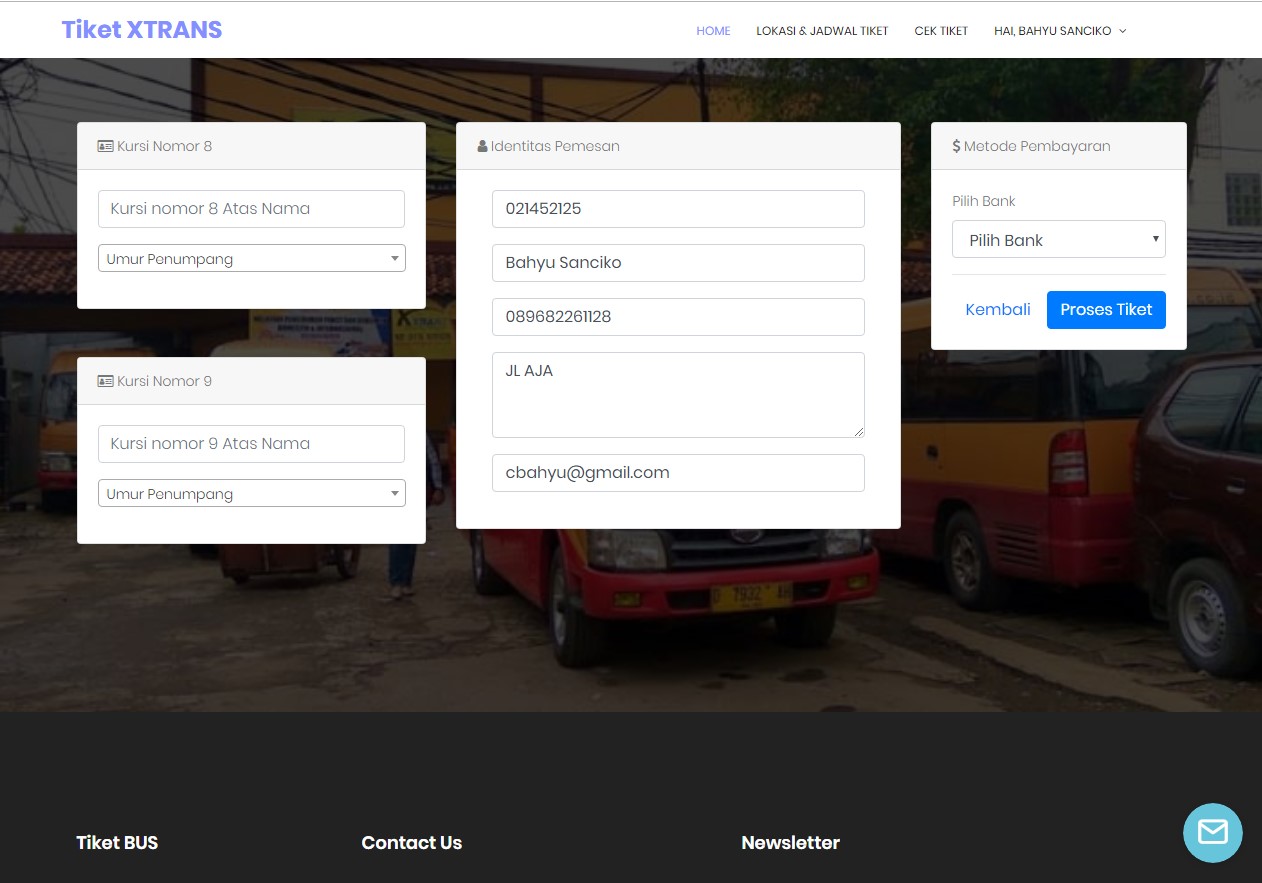 Tiket XTRANS
HOME
LOKASI & JADWAL TIKET
CEK TIKET
HAI, BAHYU SANCIKO
Kursi Nomor 8
Kursi nomor 8 Atas Nama
Umur Penumpang
Kursi Nomor 9
Kursi nomor 9 Atas Nama
Umur Penumpang
Identitas Pemesan
021452125
Bahyu Sanciko
089682261128
JL AJA
cbahyu@gmail.com
$ Metode Pembayaran
Pilih Bank
Pilih Bank
Kembali
Proses Tiket
D 7932 AH
Tiket BUS
Contact Us
Newsletter